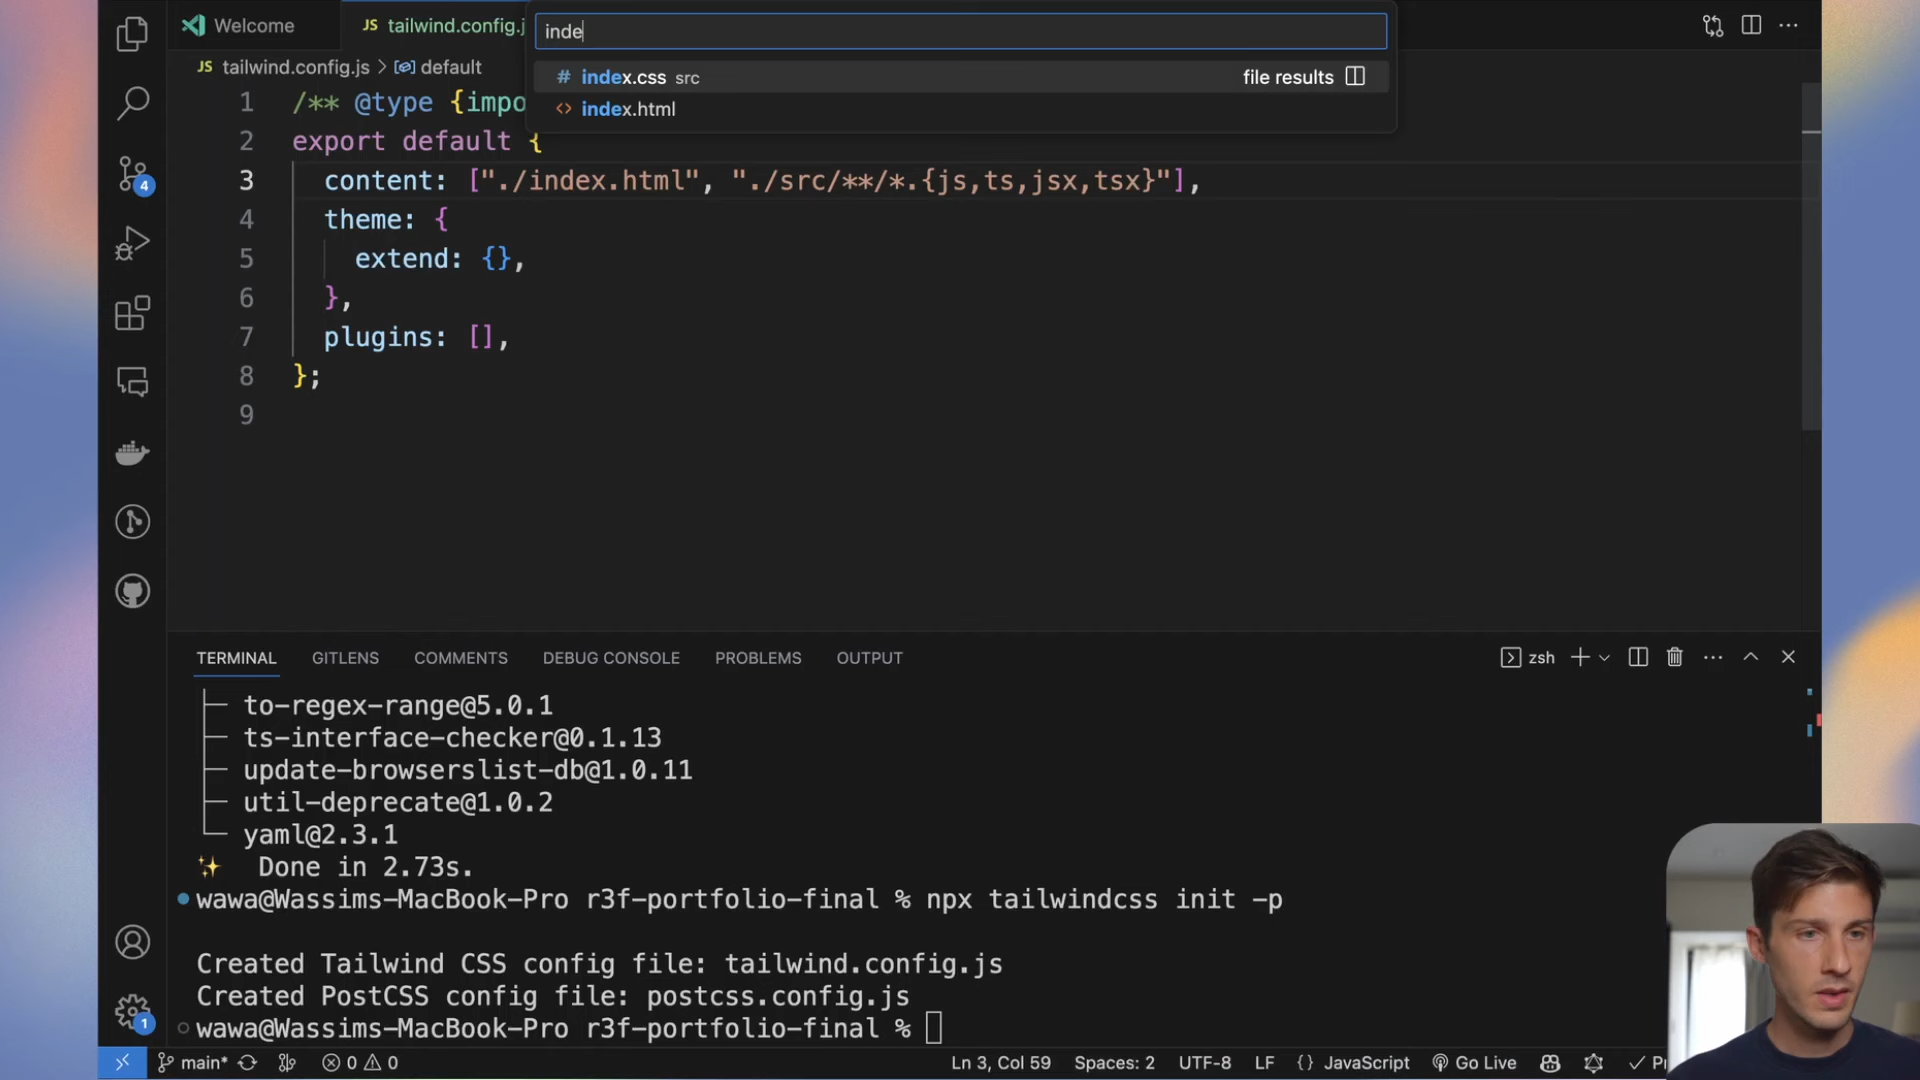 Welcome
JS tailwind.config.j
inde
# index.css src file results
<> index.html
JS tailwind.config.js > default
1 /** @type {impo
2 export default {
3 content: ["./index.html", "./src/**/*.{js,ts,jsx,tsx}"],
4 theme: {
5 extend: {},
6 },
7 plugins: [],
8 };
9
4
TERMINAL GITLENS COMMENTS DEBUG CONSOLE PROBLEMS OUTPUT zsh
├─ to-regex-range@5.0.1
├─ ts-interface-checker@0.1.13
├─ update-browserslist-db@1.0.11
├─ util-deprecate@1.0.2
└─ yaml@2.3.1
✨ Done in 2.73s.
wawa@Wassims-MacBook-Pro r3f-portfolio-final % npx tailwindcss init -p
Created Tailwind CSS config file: tailwind.config.js
Created PostCSS config file: postcss.config.js
wawa@Wassims-MacBook-Pro r3f-portfolio-final %
1
main* 0 0 Ln 3, Col 59 Spaces: 2 UTF-8 LF {} JavaScript Go Live